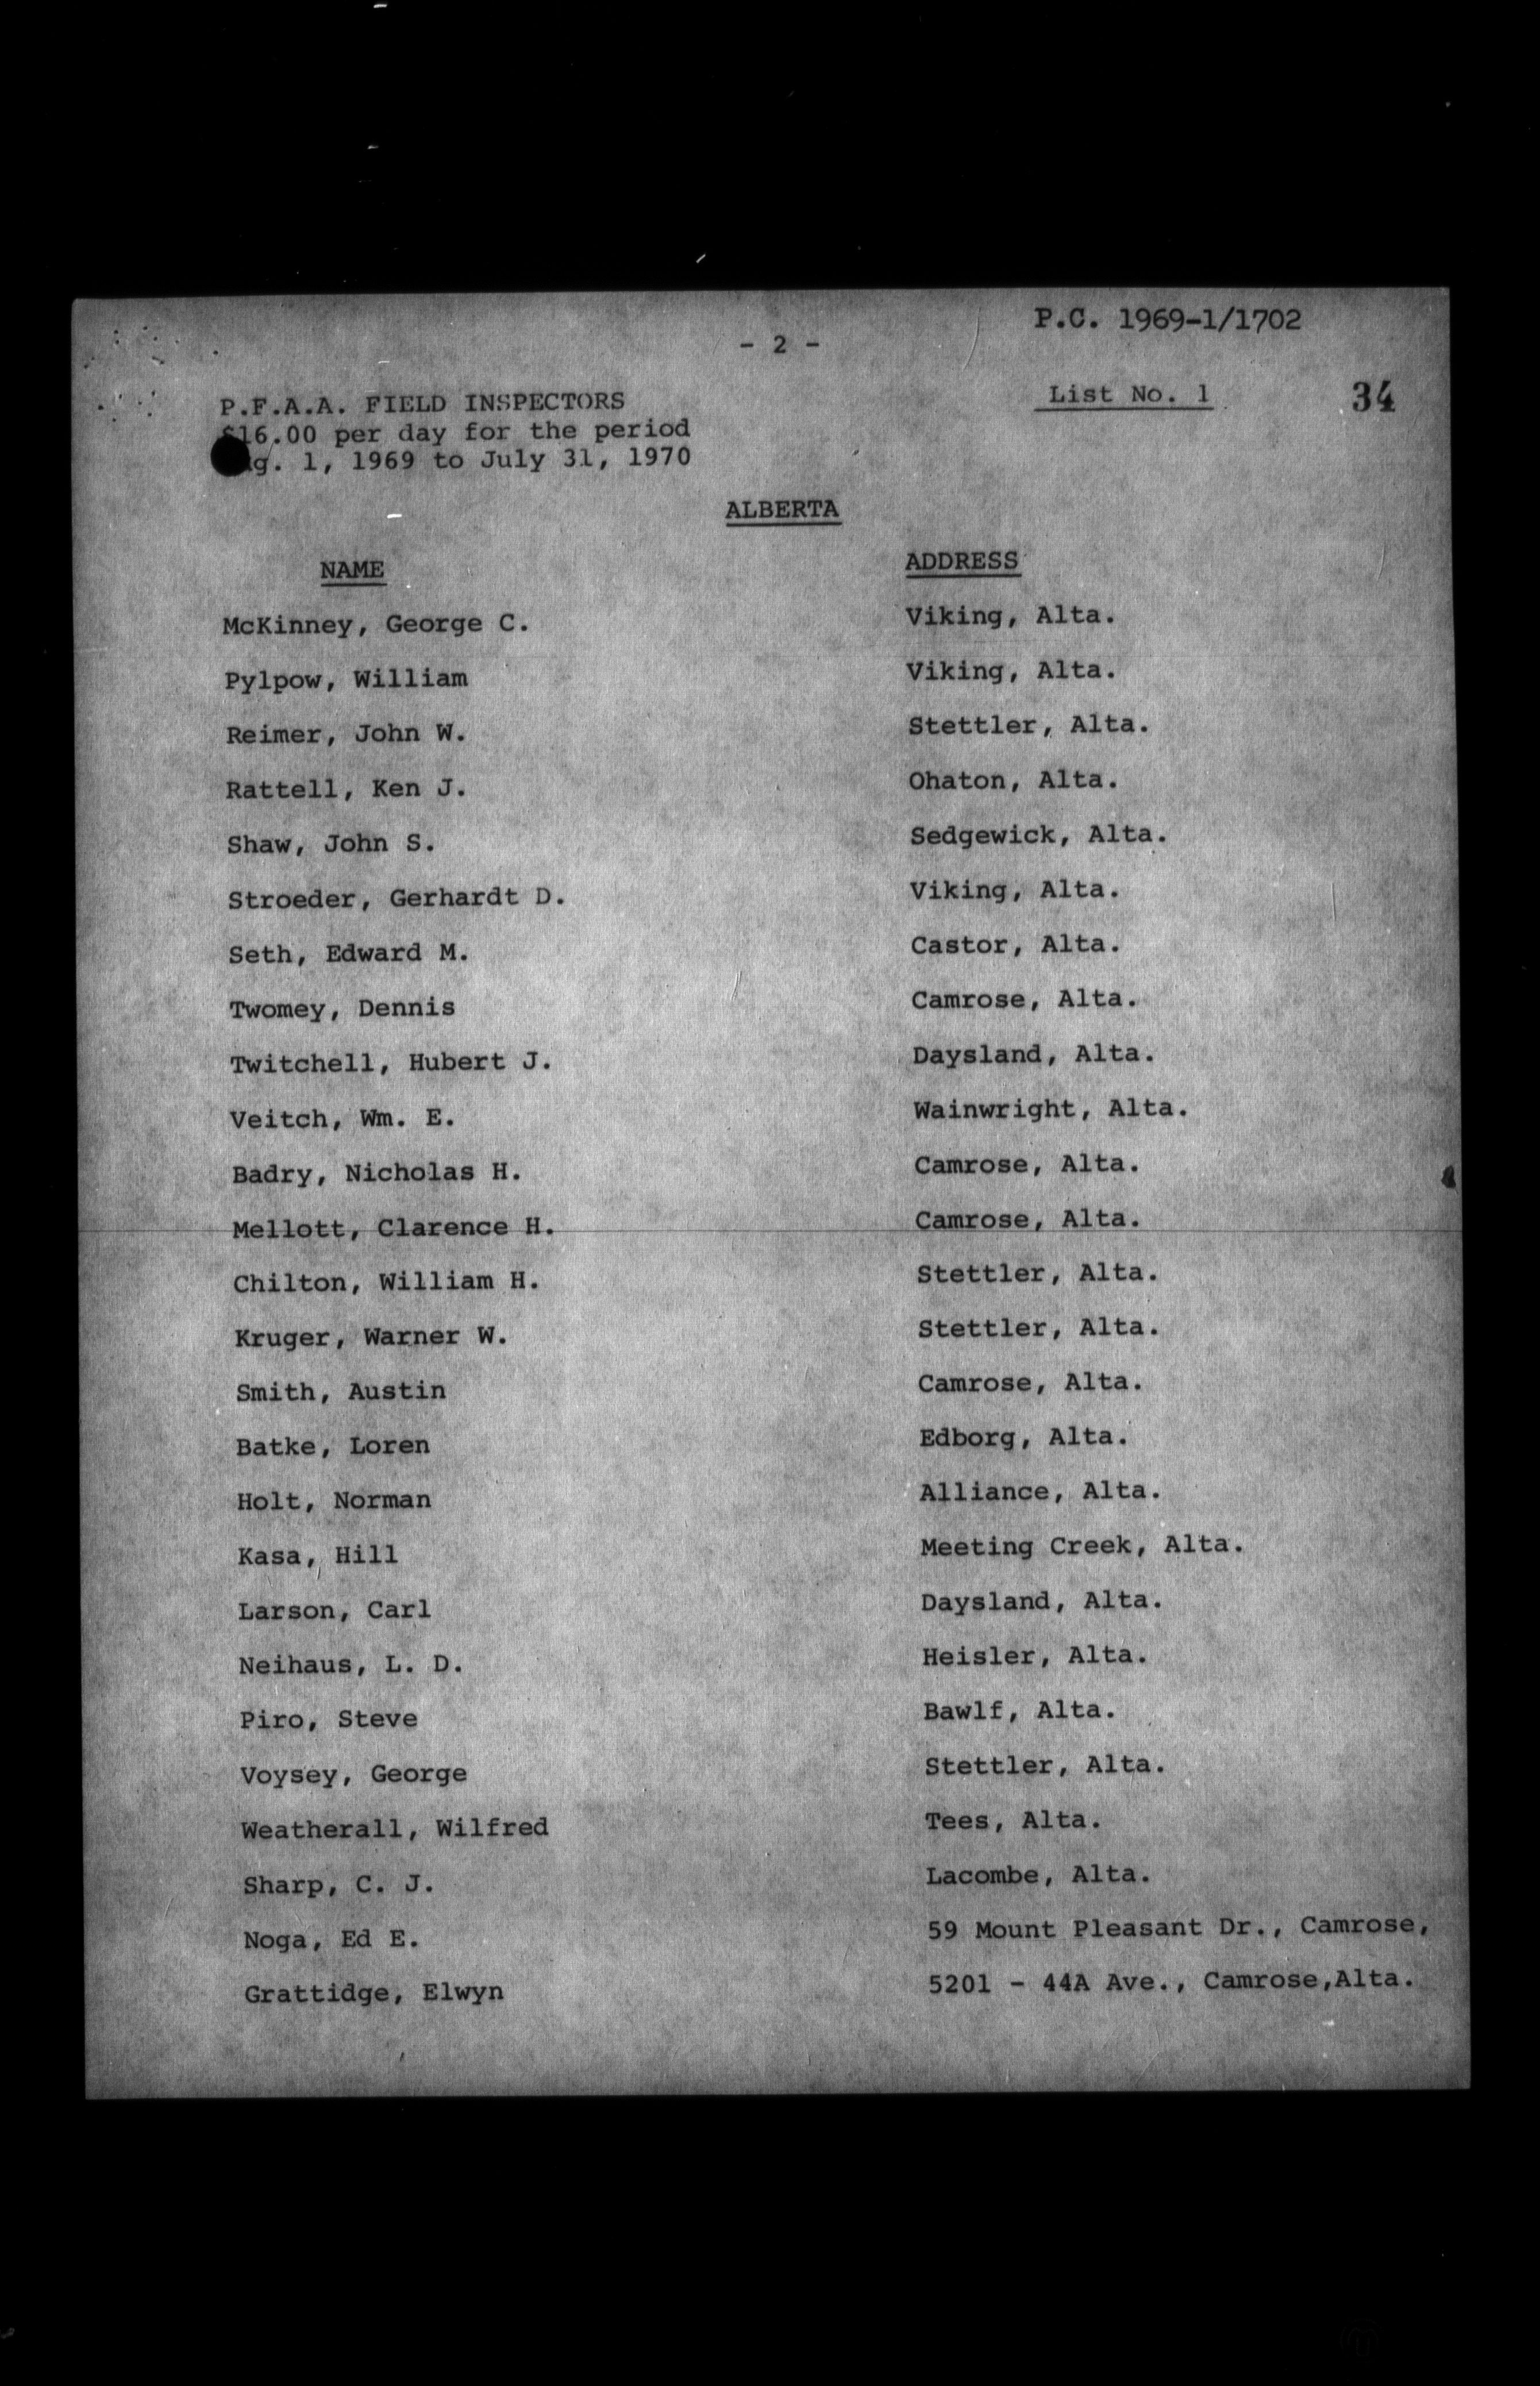 P.C. 1969-1/1702
- 2 -
List No. 1
34
P.F.A.A. FIELD INSPECTORS
$16.00 per day for the period
Aug. 1, 1969 to July 31, 1970
ALBERTA
NAME ADDRESS
McKinney, George C. Viking, Alta.
Pylpow, William Viking, Alta.
Reimer, John W. Stettler, Alta.
Rattell, Ken J. Ohaton, Alta.
Shaw, John S. Sedgewick, Alta.
Stroeder, Gerhardt D. Viking, Alta.
Seth, Edward M. Castor, Alta.
Twomey, Dennis Camrose, Alta.
Twitchell, Hubert J. Daysland, Alta.
Veitch, Wm. E. Wainwright, Alta.
Badry, Nicholas H. Camrose, Alta.
Mellott, Clarence H. Camrose, Alta.
Chilton, William H. Stettler, Alta.
Kruger, Warner W. Stettler, Alta.
Smith, Austin Camrose, Alta.
Batke, Loren Edborg, Alta.
Holt, Norman Alliance, Alta.
Kasa, Hill Meeting Creek, Alta.
Larson, Carl Daysland, Alta.
Neihaus, L. D. Heisler, Alta.
Piro, Steve Bawlf, Alta.
Voysey, George Stettler, Alta.
Weatherall, Wilfred Tees, Alta.
Sharp, C. J. Lacombe, Alta.
Noga, Ed E. 59 Mount Pleasant Dr., Camrose,
Grattidge, Elwyn 5201 - 44A Ave., Camrose,Alta.